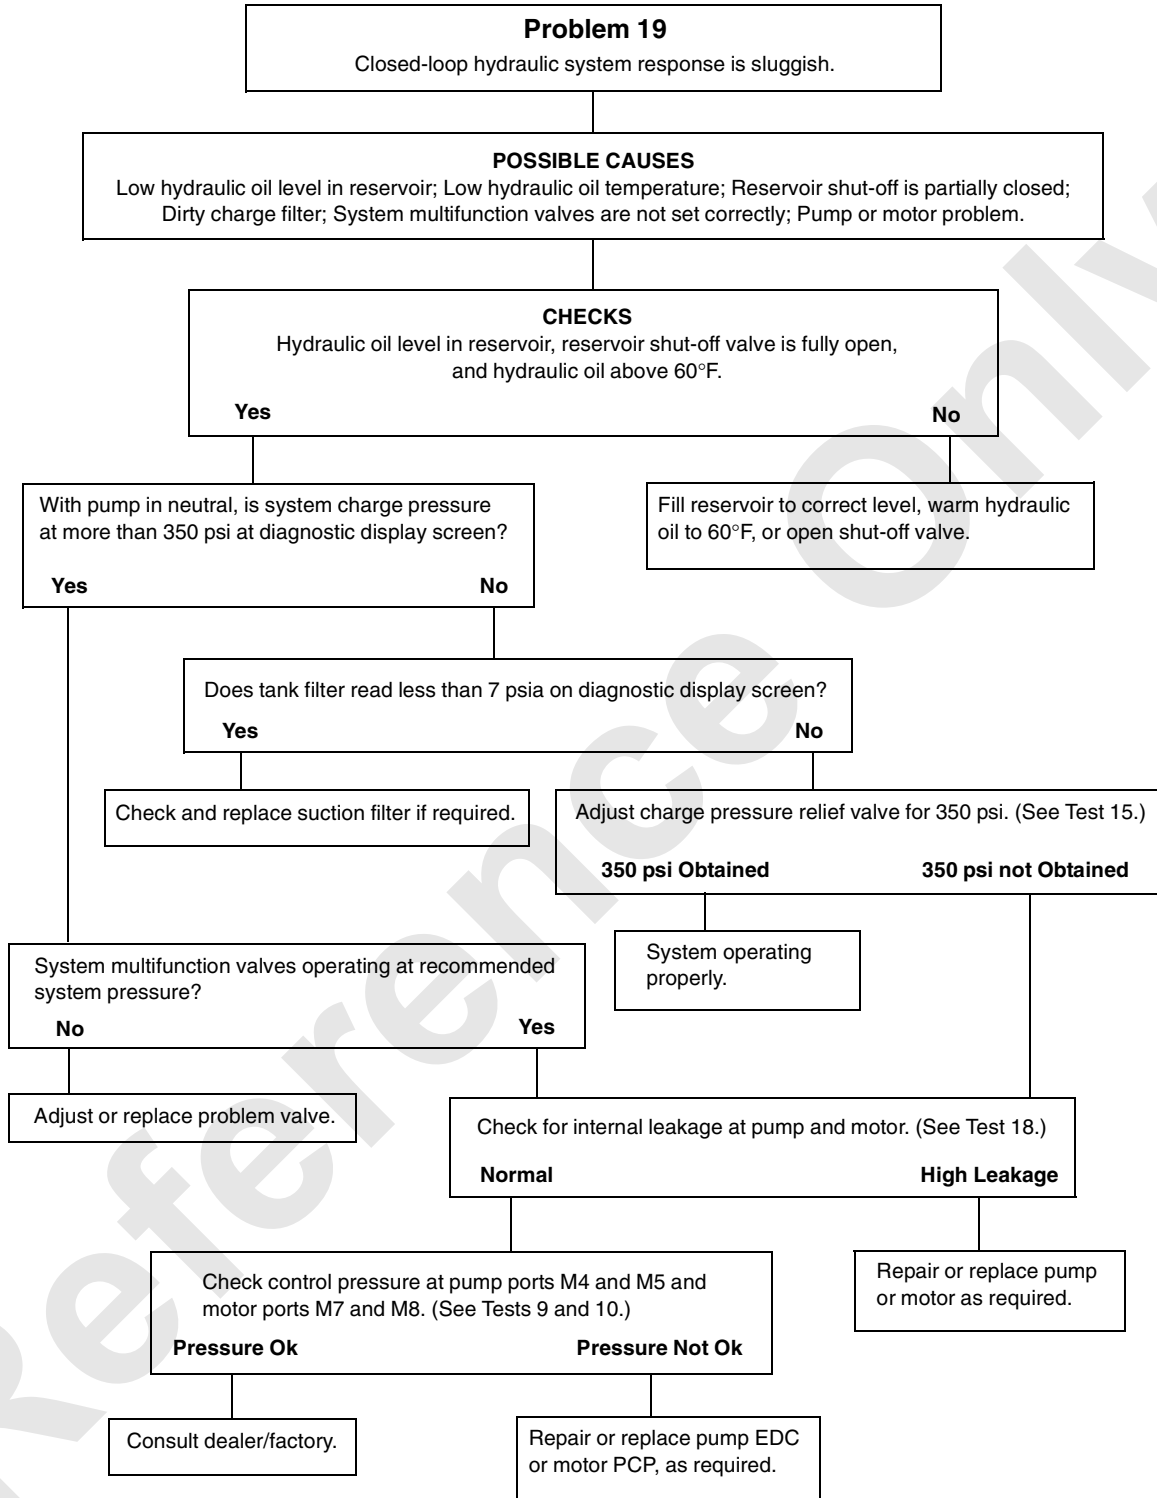 Problem 19
Closed-loop hydraulic system response is sluggish.
POSSIBLE CAUSES
Low hydraulic oil level in reservoir; Low hydraulic oil temperature; Reservoir shut-off is partially closed;
Dirty charge filter; System multifunction valves are not set correctly; Pump or motor problem.
CHECKS
Hydraulic oil level in reservoir, reservoir shut-off valve is fully open,
and hydraulic oil above 60°F.
Yes
No
With pump in neutral, is system charge pressure
at more than 350 psi at diagnostic display screen?
Yes
No
Fill reservoir to correct level, warm hydraulic
oil to 60°F, or open shut-off valve.
Does tank filter read less than 7 psia on diagnostic display screen?
Yes
No
Check and replace suction filter if required.
Adjust charge pressure relief valve for 350 psi. (See Test 15.)
350 psi Obtained
350 psi not Obtained
System operating
properly.
System multifunction valves operating at recommended
system pressure?
No
Yes
Adjust or replace problem valve.
Check for internal leakage at pump and motor. (See Test 18.)
Normal
High Leakage
Repair or replace pump
or motor as required.
Check control pressure at pump ports M4 and M5 and
motor ports M7 and M8. (See Tests 9 and 10.)
Pressure Ok
Pressure Not Ok
Consult dealer/factory.
Repair or replace pump EDC
or motor PCP, as required.
Reference Only